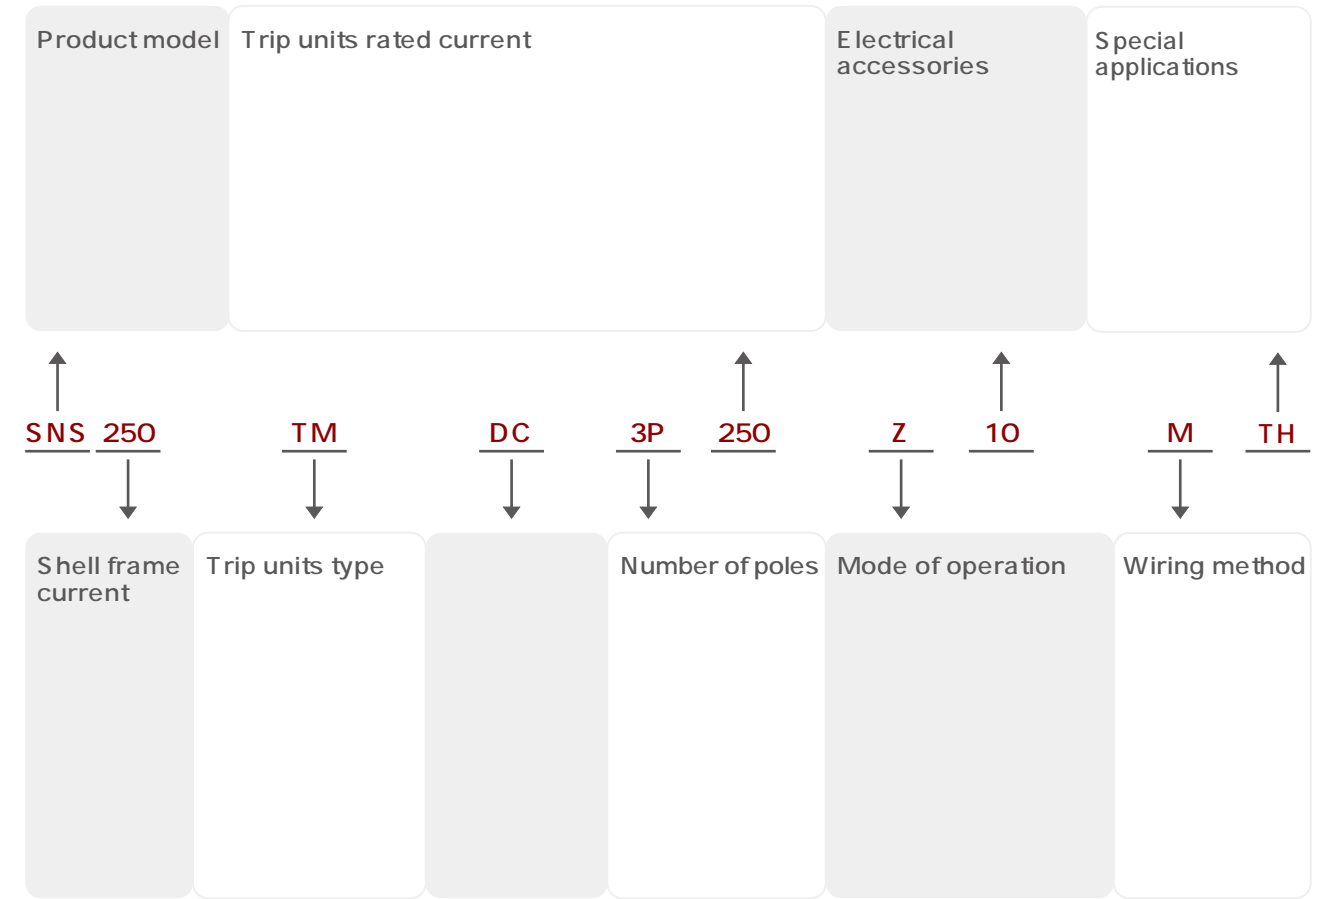 Product model
Trip units rated current
Electrical
accessories
Special
applications
SNS 250 TM DC 3P 250 Z 10 M TH
Shell frame
current
Trip units type
Number of poles
Mode of operation
Wiring method